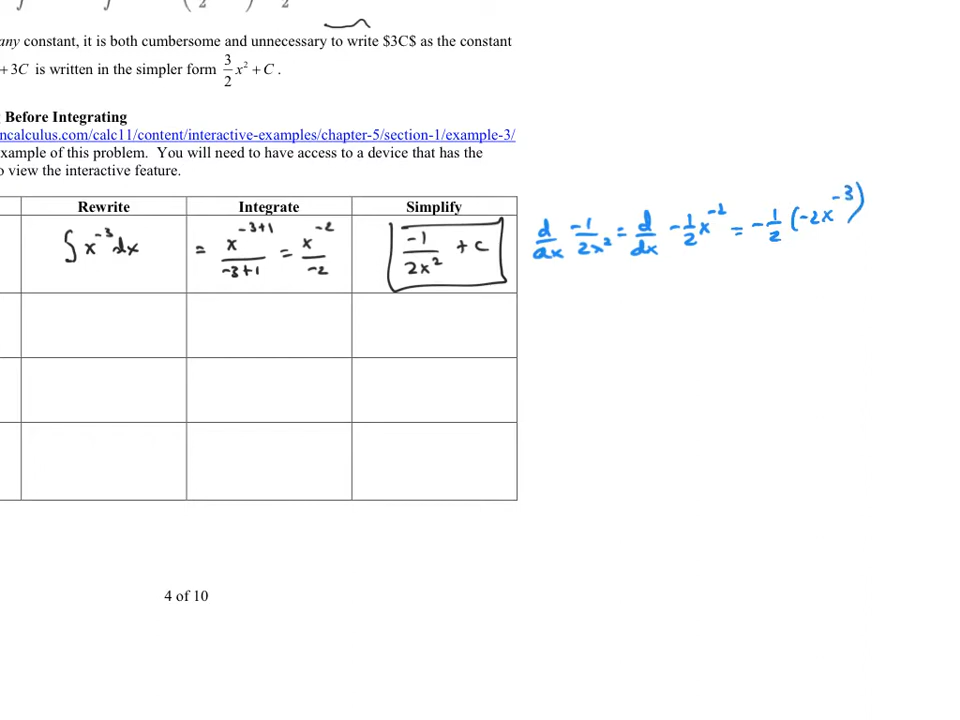 any constant, it is both cumbersome and unnecessary to write $3C$ as the constant
+ 3C is written in the simpler form 3/2 x² + C .
Before Integrating
ncalculus.com/calc11/content/interactive-examples/chapter-5/section-1/example-3/
xample of this problem. You will need to have access to a device that has the
o view the interactive feature.
Rewrite Integrate Simplify
∫ x⁻³ dx = x⁻³⁺¹/-3+1 = x⁻²/-2 -1/2x² + C
d/dx -1/2x² = d/dx -1/2 x⁻² = -1/2 (-2x⁻³)
4 of 10